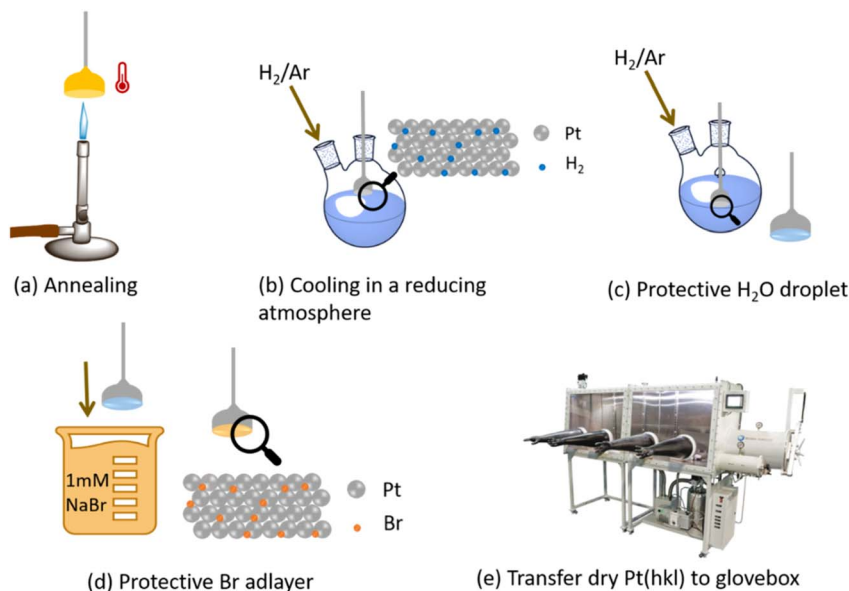 H₂/Ar
Pt
H₂
H₂/Ar
(a) Annealing
(b) Cooling in a reducing
atmosphere
(c) Protective H₂O droplet
1mM
NaBr
Pt
Br
(d) Protective Br adlayer
(e) Transfer dry Pt(hkl) to glovebox